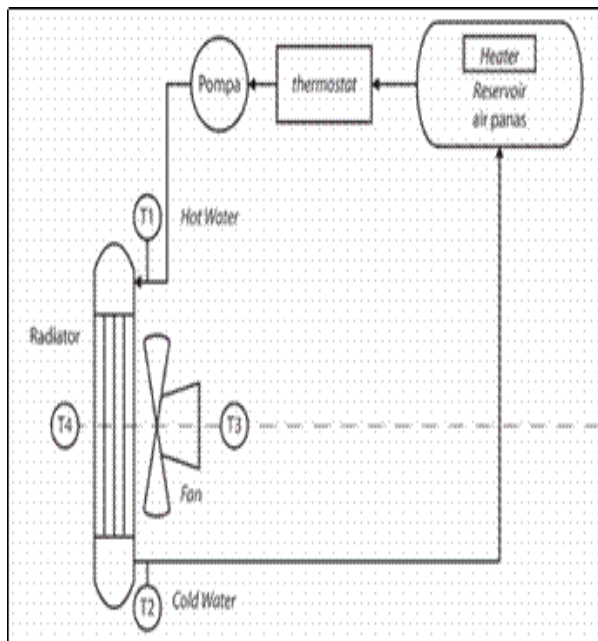 Heater
Pompa
thermostat
Reservoir
air panas
T1
Hot Water
Radiator
T4
T3
Fan
T2
Cold Water